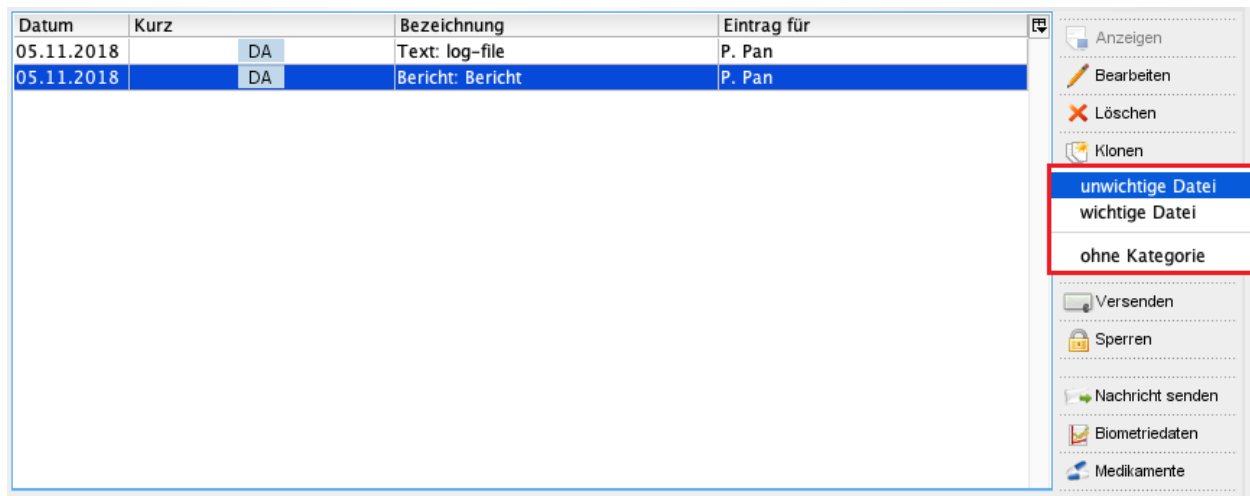 Datum Kurz Bezeichnung Eintrag für
05.11.2018 DA Text: log-file P. Pan
05.11.2018 DA Bericht: Bericht P. Pan
Anzeigen
Bearbeiten
Löschen
Klonen
unwichtige Datei
wichtige Datei
ohne Kategorie
Versenden
Sperren
Nachricht senden
Biometriedaten
Medikamente